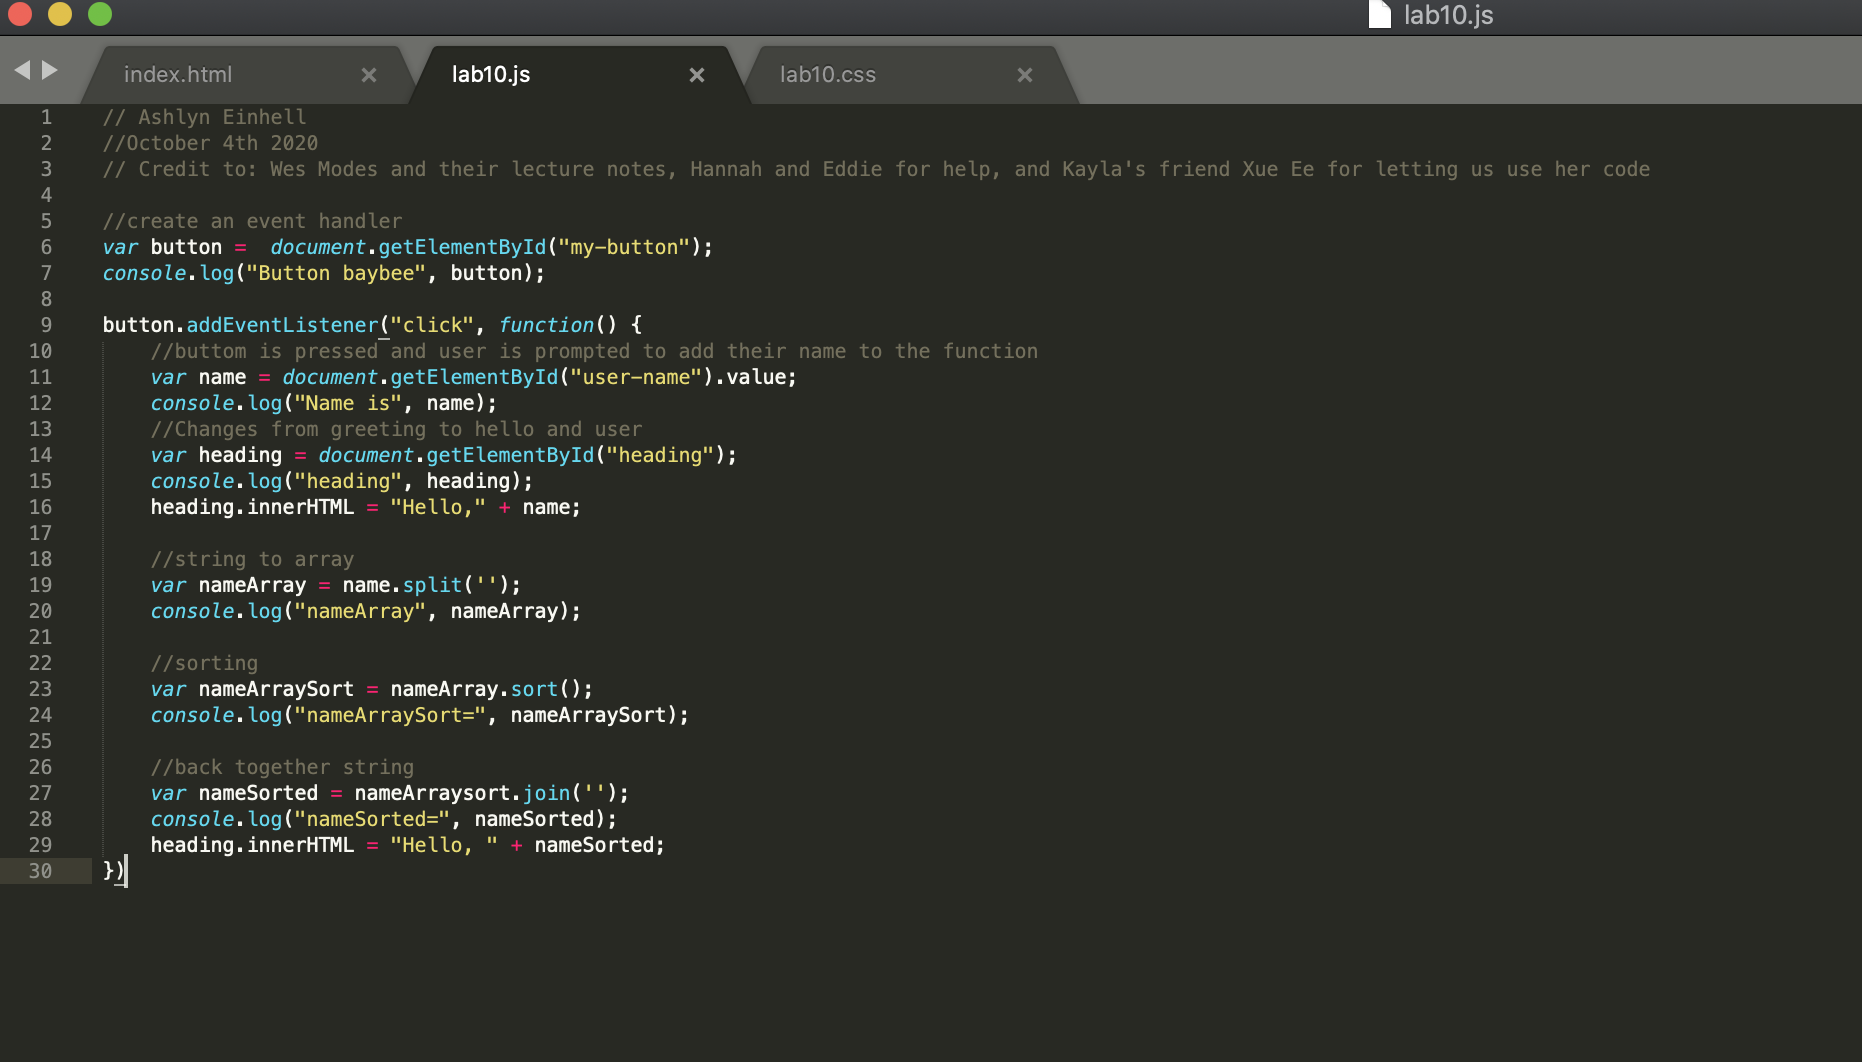 lab10.js
index.html × lab10.js × lab10.css ×
1 // Ashlyn Einhell
2 //October 4th 2020
3 // Credit to: Wes Modes and their lecture notes, Hannah and Eddie for help, and Kayla's friend Xue Ee for letting us use her code
4
5 //create an event handler
6 var button =  document.getElementById("my-button");
7 console.log("Button baybee", button);
8
9 button.addEventListener("click", function() {
10     //buttom is pressed and user is prompted to add their name to the function
11     var name = document.getElementById("user-name").value;
12     console.log("Name is", name);
13     //Changes from greeting to hello and user
14     var heading = document.getElementById("heading");
15     console.log("heading", heading);
16     heading.innerHTML = "Hello," + name;
17
18     //string to array
19     var nameArray = name.split('');
20     console.log("nameArray", nameArray);
21
22     //sorting
23     var nameArraySort = nameArray.sort();
24     console.log("nameArraySort=", nameArraySort);
25
26     //back together string
27     var nameSorted = nameArraysort.join('');
28     console.log("nameSorted=", nameSorted);
29     heading.innerHTML = "Hello, " + nameSorted;
30 })